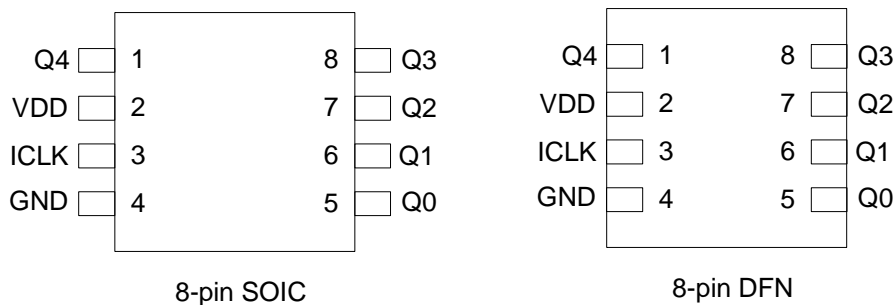 Q4 1 8 Q3
VDD 2 7 Q2
ICLK 3 6 Q1
GND 4 5 Q0
8-pin SOIC
Q4 1 8 Q3
VDD 2 7 Q2
ICLK 3 6 Q1
GND 4 5 Q0
8-pin DFN